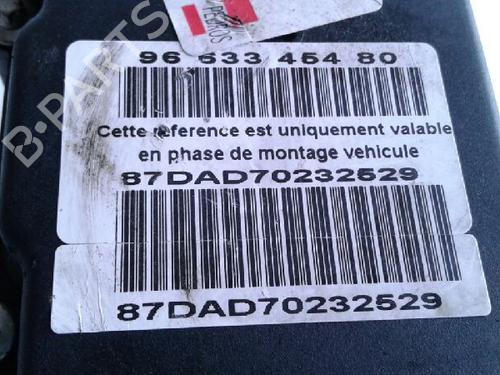 96 633 454 80
Cette reference est uniquement valable
en phase de montage vehicule
87DAD70232529
87DAD70232529
B-PARTS